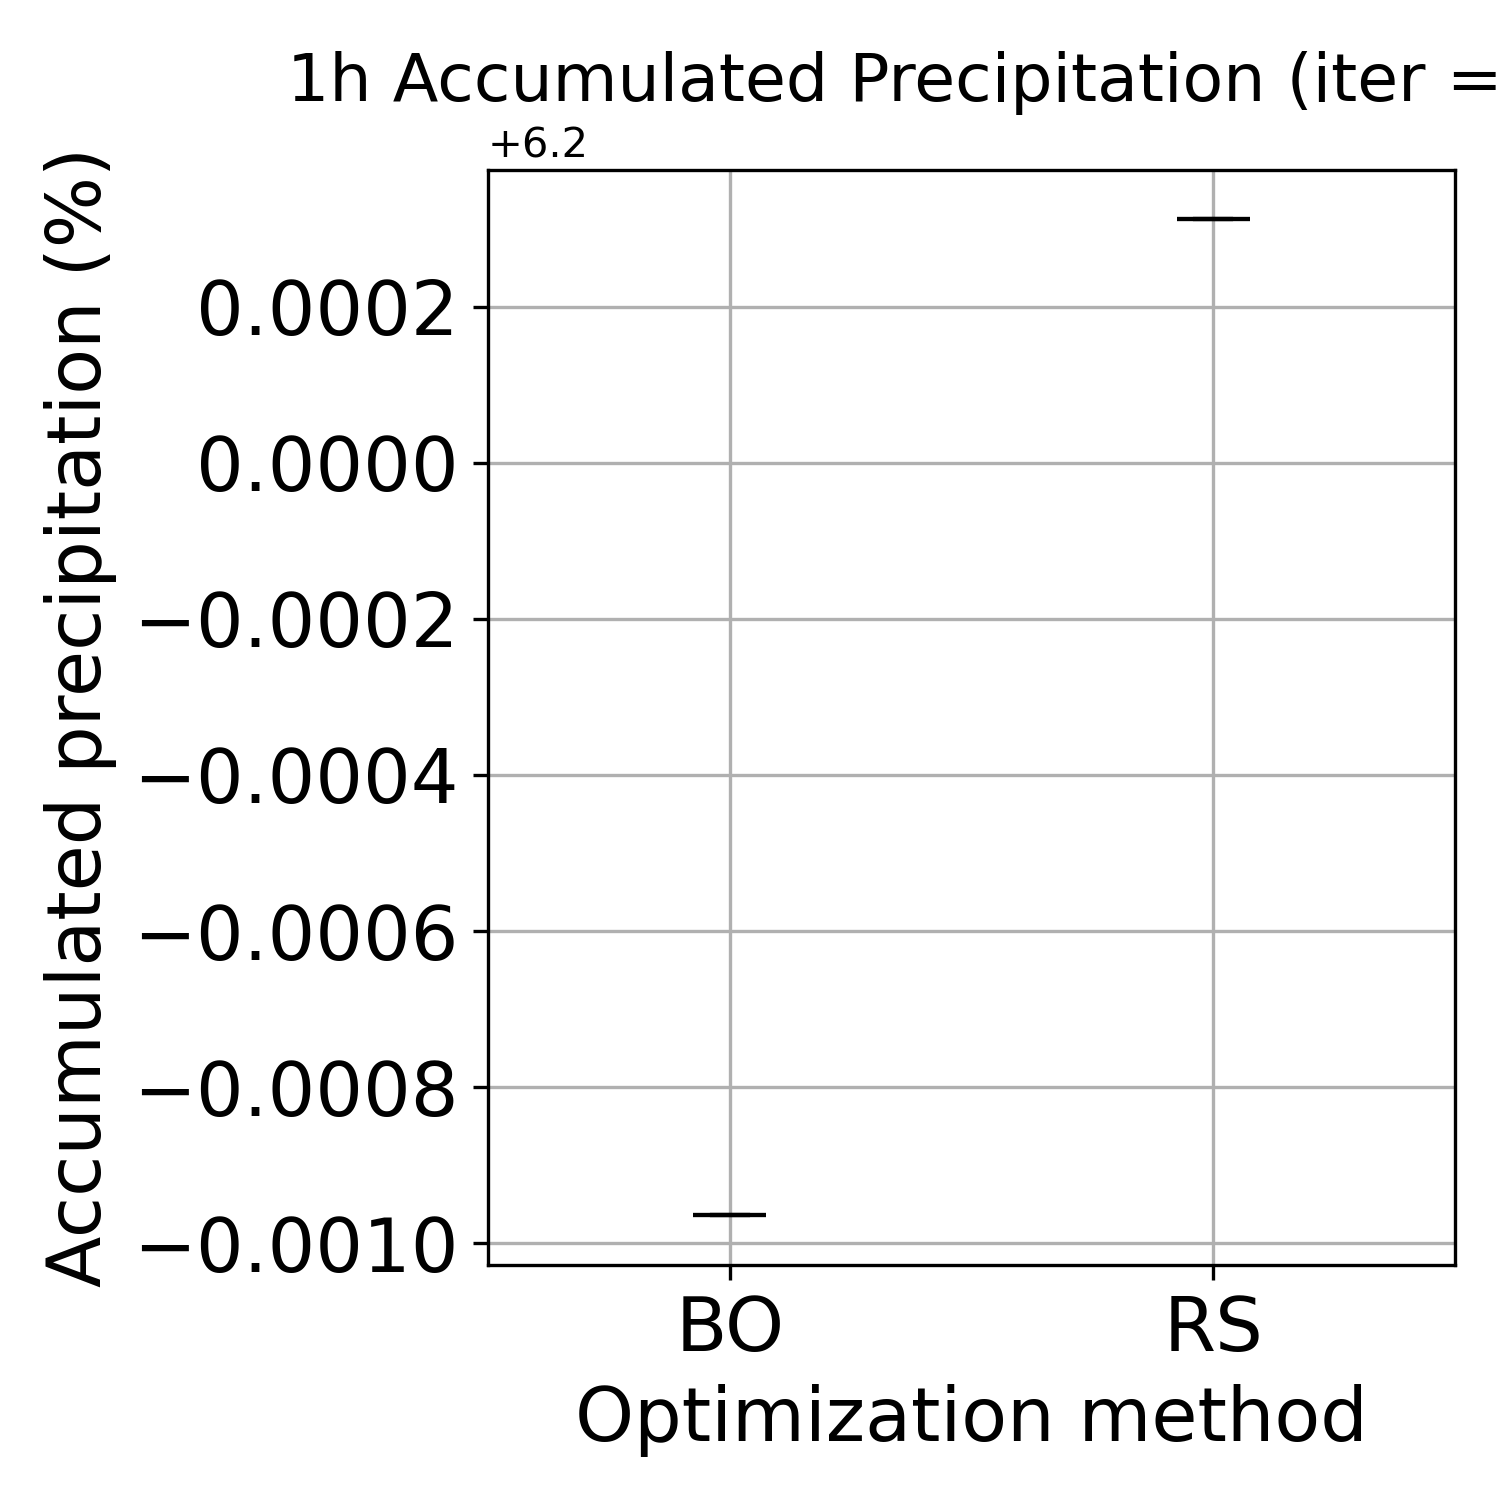 1h Accumulated Precipitation (iter =
+6.2
Accumulated precipitation (%)
0.0002
0.0000
−0.0002
−0.0004
−0.0006
−0.0008
−0.0010
BO RS
Optimization method